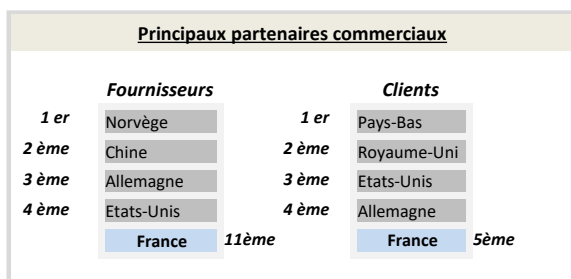 Principaux partenaires commerciaux
Fournisseurs Clients
1 er Norvège 1 er Pays-Bas
2 ème Chine 2 ème Royaume-Uni
3 ème Allemagne 3 ème Etats-Unis
4 ème Etats-Unis 4 ème Allemagne
France 11ème France 5ème